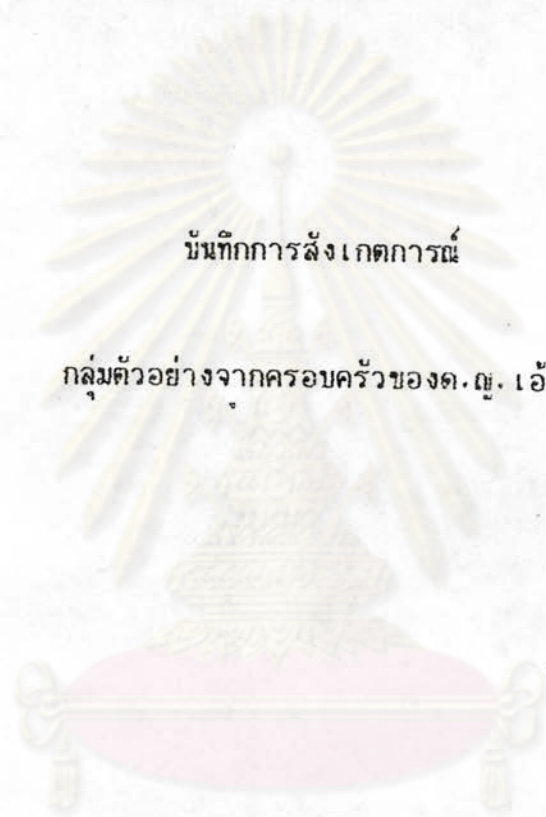 บันทึกการสังเกตการณ์
กลุ่มตัวอย่างจากครอบครัวของด.ญ.